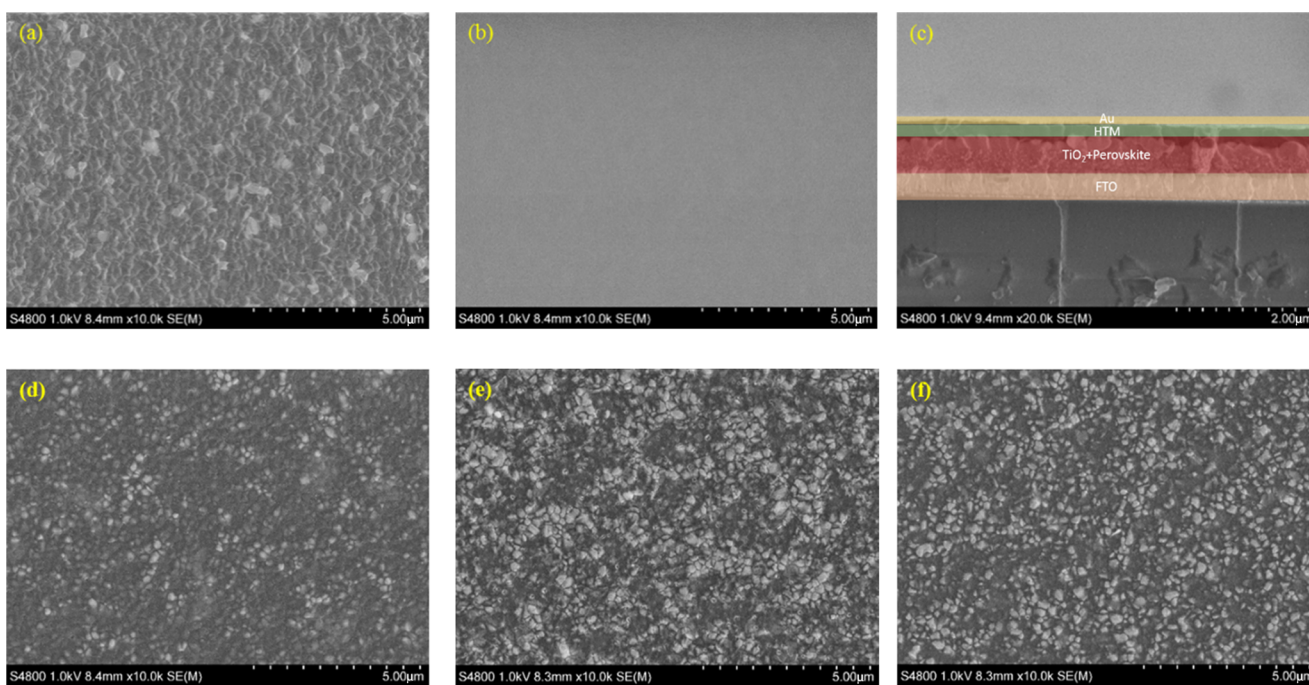 (a)
(b)
(c)
Au
HTM
TiO₂+Perovskite
FTO
S4800 1.0kV 8.4mm x10.0k SE(M) 5.00μm
S4800 1.0kV 8.4mm x10.0k SE(M) 5.00μm
S4800 1.0kV 9.4mm x20.0k SE(M) 2.00μm
(d)
(e)
(f)
S4800 1.0kV 8.4mm x10.0k SE(M) 5.00μm
S4800 1.0kV 8.3mm x10.0k SE(M) 5.00μm
S4800 1.0kV 8.3mm x10.0k SE(M) 5.00μm